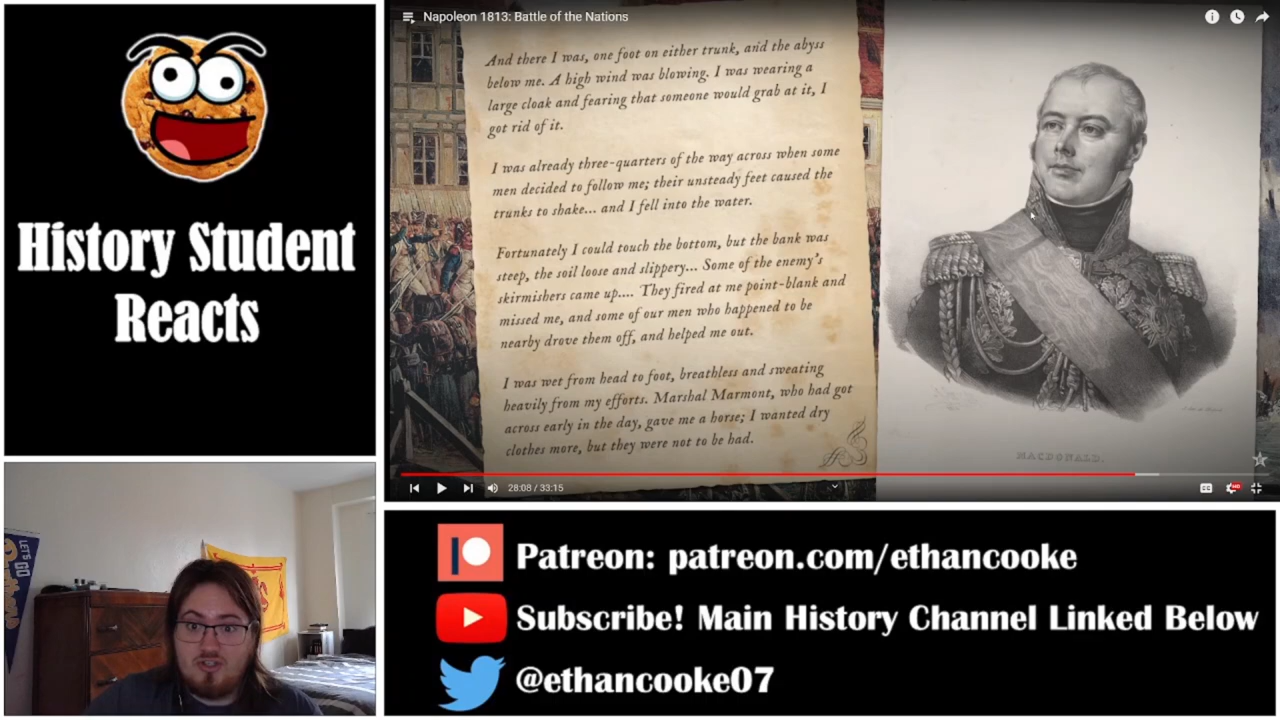 History Student
Reacts
LET'S GO
Napoleon 1813: Battle of the Nations
And there I was, one foot on either trunk, and the abyss
below me. A high wind was blowing. I was wearing a
large cloak and fearing that someone would grab at it, I
got rid of it.
I was already three-quarters of the way across when some
men decided to follow me; their unsteady feet caused the
trunks to shake... and I fell into the water.
Fortunately I could touch the bottom, but the bank was
steep, the soil loose and slippery... Some of the enemy's
skirmishers came up.... They fired at me point-blank and
missed me, and some of our men who happened to be
nearby drove them off, and helped me out.
I was wet from head to foot, breathless and sweating
heavily from my efforts. Marshal Marmont, who had got
across early in the day, gave me a horse; I wanted dry
clothes more, but they were not to be had.
MACDONALD.
28:08 / 33:15
CC
HD
Patreon: patreon.com/ethancooke
Subscribe! Main History Channel Linked Below
@ethancooke07